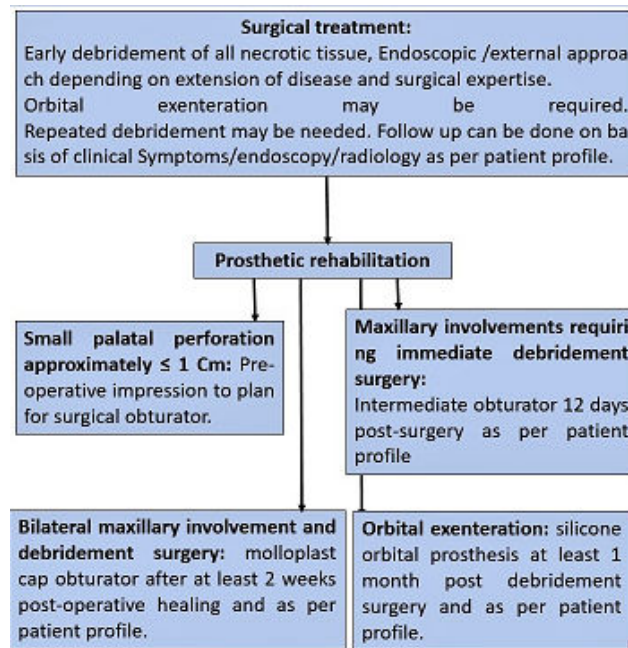 Surgical treatment:
Early debridement of all necrotic tissue, Endoscopic /external approa
ch depending on extension of disease and surgical expertise.
Orbital exenteration may be required.
Repeated debridement may be needed. Follow up can be done on ba
sis of clinical Symptoms/endoscopy/radiology as per patient profile.
Prosthetic rehabilitation
Small palatal perforation
approximately ≤ 1 Cm: Pre-
operative impression to plan
for surgical obturator.
Maxillary involvements requiri
ng immediate debridement
surgery:
Intermediate obturator 12 days
post-surgery as per patient
profile
Bilateral maxillary involvement and
debridement surgery: molloplast
cap obturator after at least 2 weeks
post-operative healing and as per
patient profile.
Orbital exenteration: silicone
orbital prosthesis at least 1
month post debridement
surgery and as per patient
profile.